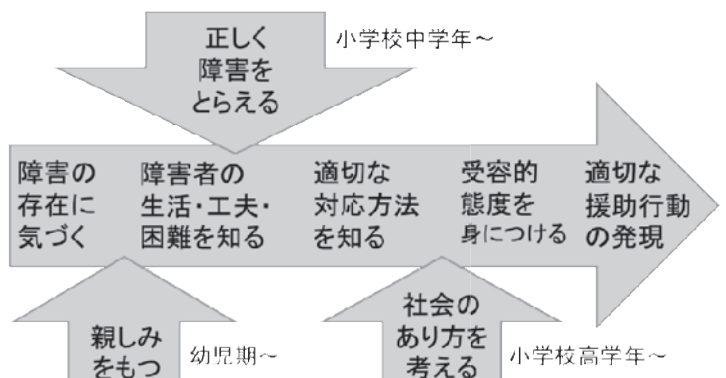 正しく
障害を
とらえる
小学校中学年～
障害の
存在に
気づく
障害者の
生活・工夫・
困難を知る
適切な
対応方法
を知る
受容的
態度を
身につける
適切な
援助行動
の発現
親しみ
をもつ
幼児期～
社会の
あり方を
考える
小学校高学年～